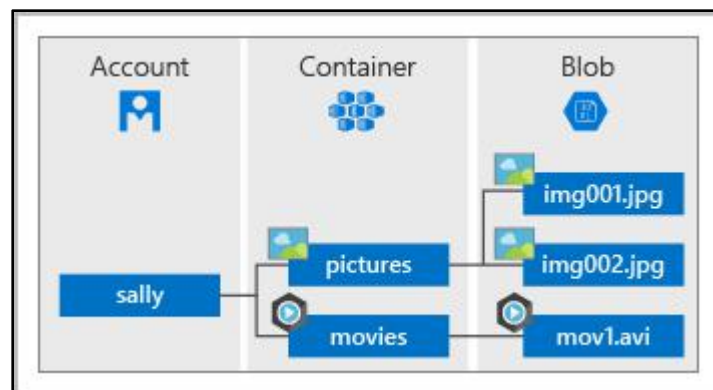 Account
Container
Blob
img001.jpg
pictures
img002.jpg
sally
movies
mov1.avi